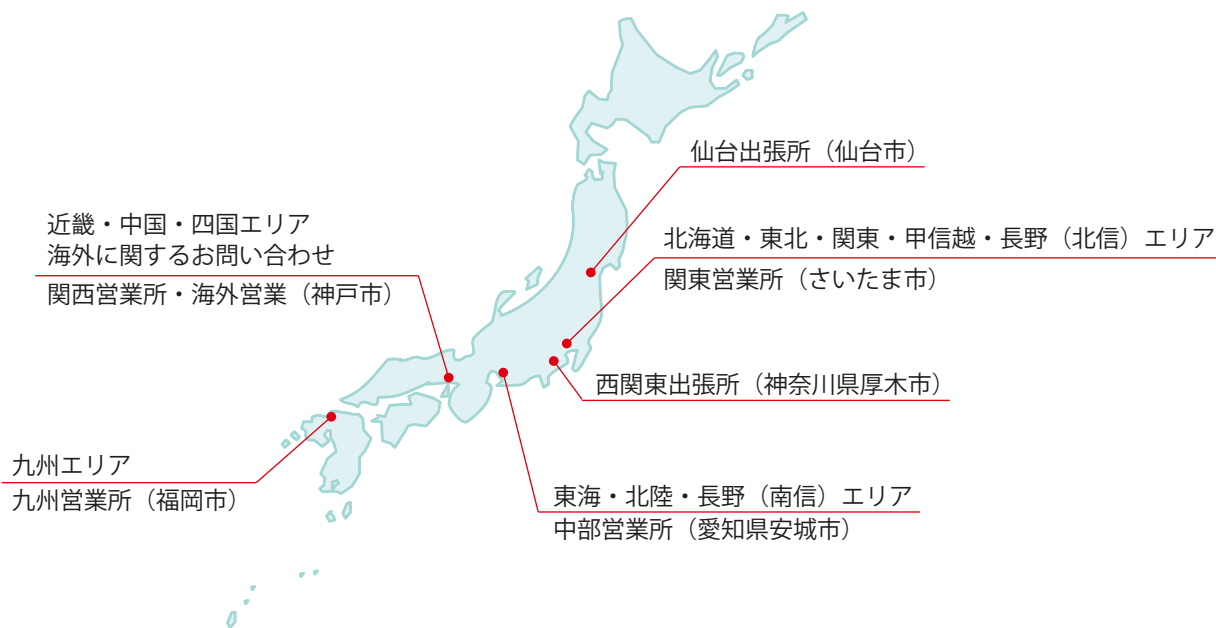 仙台出張所（仙台市）
近畿・中国・四国エリア
海外に関するお問い合わせ
関西営業所・海外営業（神戸市）
北海道・東北・関東・甲信越・長野（北信）エリア
関東営業所（さいたま市）
西関東出張所（神奈川県厚木市）
九州エリア
九州営業所（福岡市）
東海・北陸・長野（南信）エリア
中部営業所（愛知県安城市）